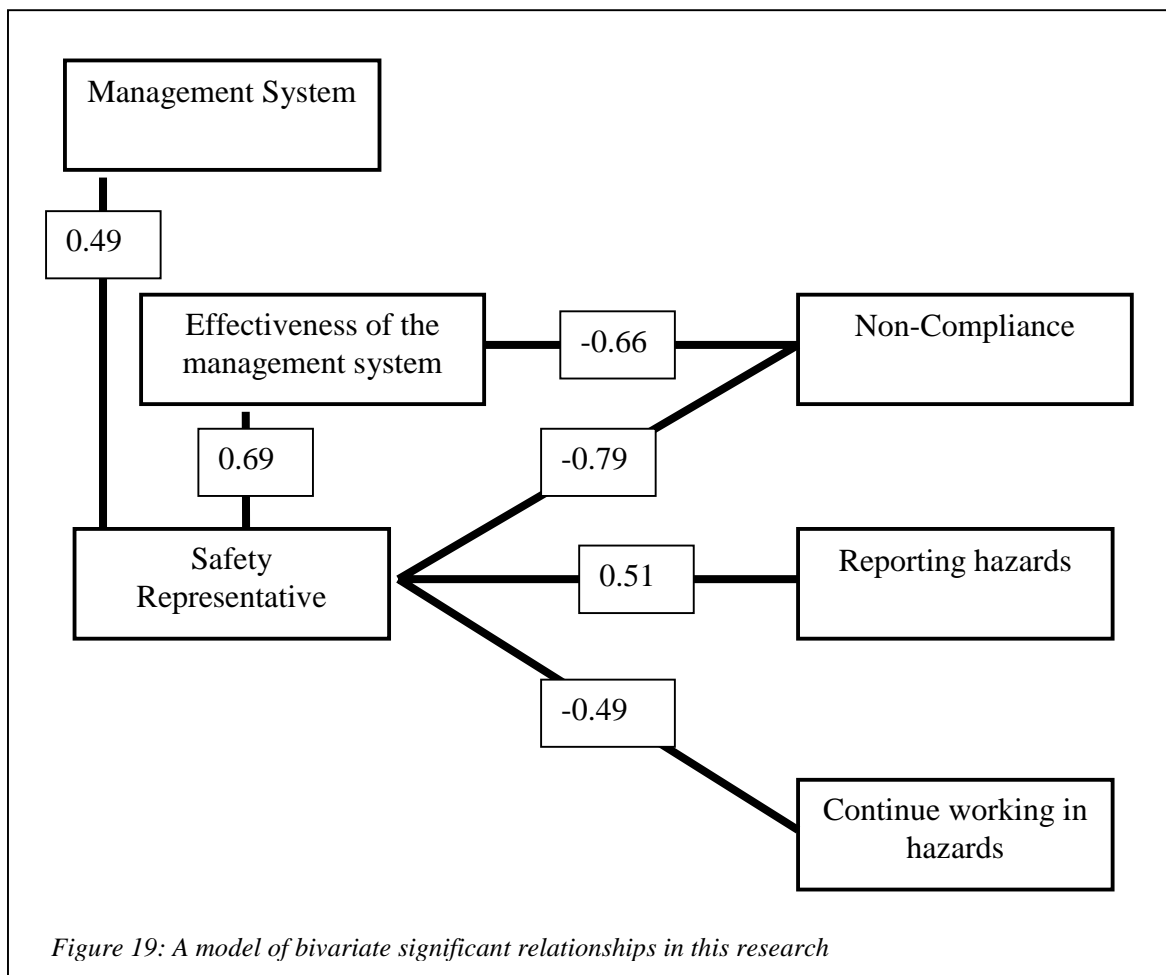 Management System
0.49
Effectiveness of the
management system
-0.66
Non-Compliance
0.69
-0.79
Safety
Representative
0.51
Reporting hazards
-0.49
Continue working in
hazards
Figure 19: A model of bivariate significant relationships in this research